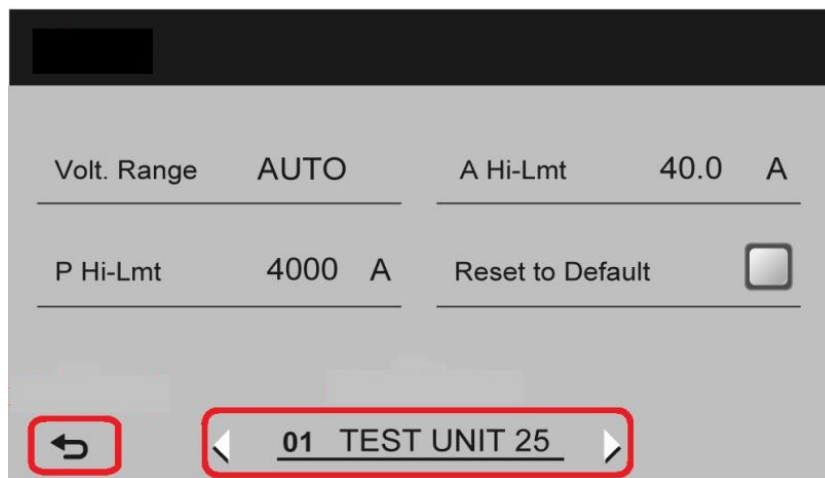 Volt. Range AUTO A Hi-Lmt 40.0 A
P Hi-Lmt 4000 A Reset to Default
01 TEST UNIT 25